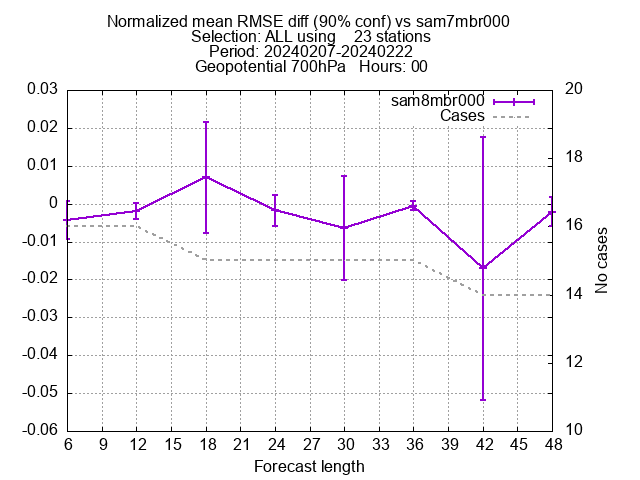 Normalized mean RMSE diff (90% conf) vs sam7mbr000
Selection: ALL using    23 stations
Period: 20240207-20240222
Geopotential 700hPa   Hours: 00
sam8mbr000
Cases
0.03
0.02
0.01
0
-0.01
-0.02
-0.03
-0.04
-0.05
-0.06
20
18
16
14
12
10
No cases
6 9 12 15 18 21 24 27 30 33 36 39 42 45 48
Forecast length